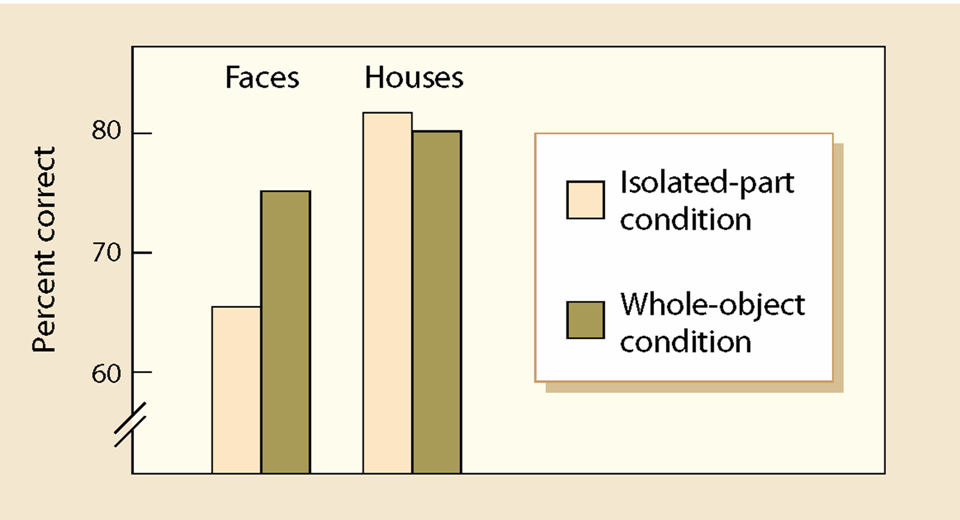 Faces Houses
80
70
60
Percent correct
Isolated-part
condition
Whole-object
condition